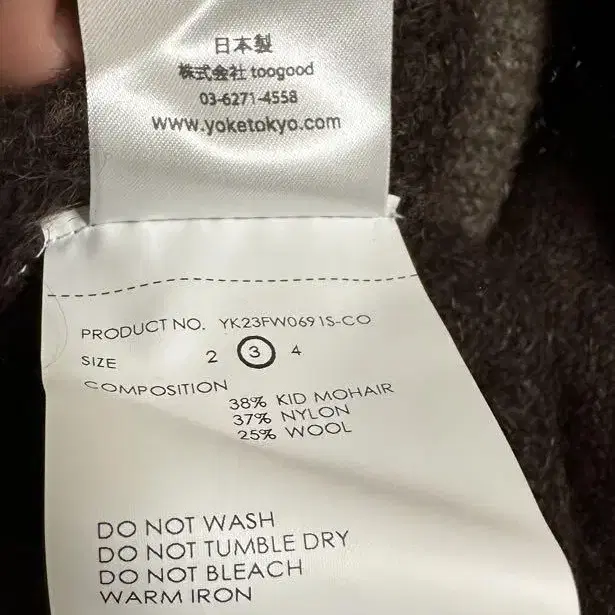 日本製
株式会社 toogood
03-6271-4558
www.yoketokyo.com
PRODUCT NO. YK23FW0691S-CO
SIZE 2 3 4
COMPOSITION
38% KID MOHAIR
37% NYLON
25% WOOL
DO NOT WASH
DO NOT TUMBLE DRY
DO NOT BLEACH
WARM IRON